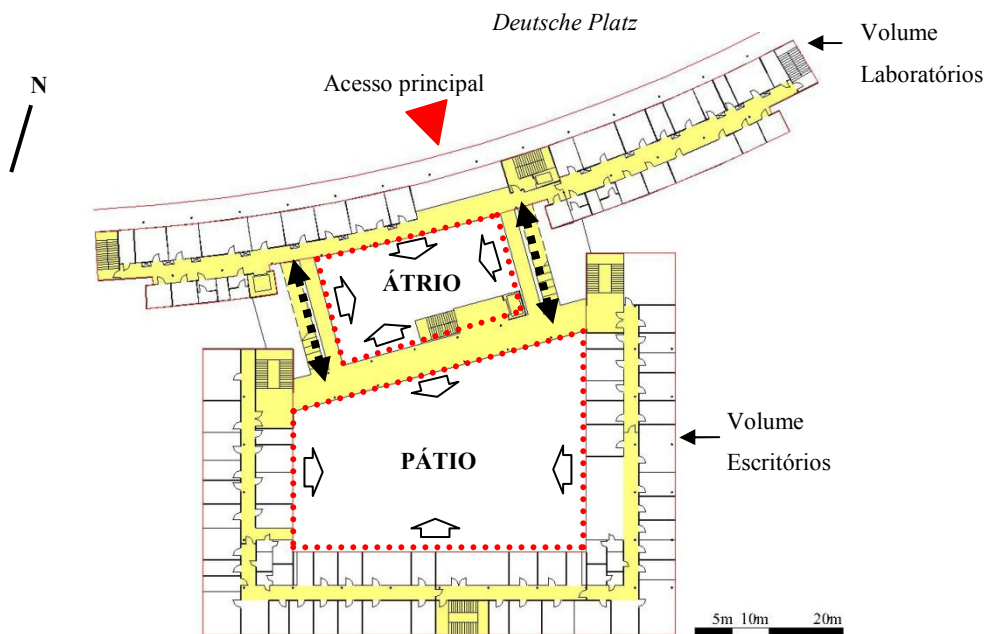 Deutsche Platz
Volume
Laboratórios
Acesso principal
N
ÁTRIO
PÁTIO
Volume
Escritórios
5m 10m 20m